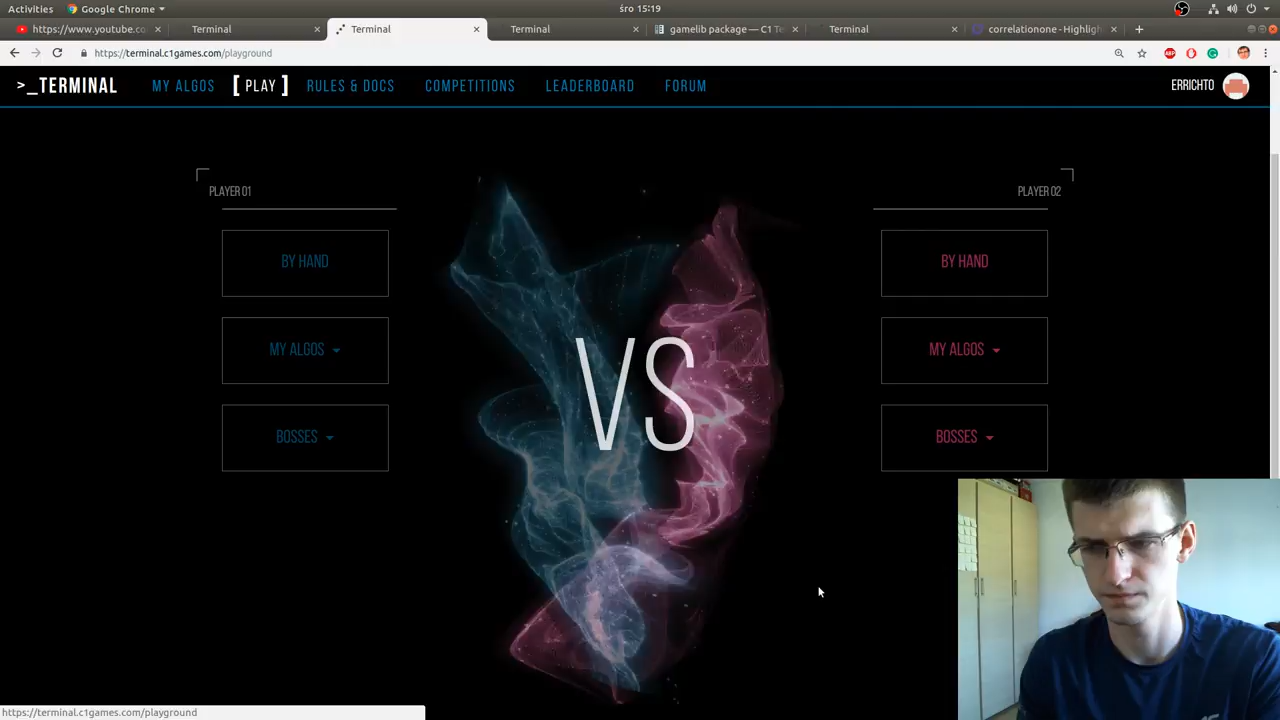 Activities Google Chrome śro 15:19
https://www.youtube.co Terminal Terminal Terminal gamelib package — C1 Te Terminal correlationone - Highligh
https://terminal.c1games.com/playground
>_TERMINAL MY ALGOS [ PLAY ] RULES & DOCS COMPETITIONS LEADERBOARD FORUM ERRICHTO
PLAYER 01 PLAYER 02
BY HAND BY HAND
MY ALGOS MY ALGOS
VS
BOSSES BOSSES
https://terminal.c1games.com/playground